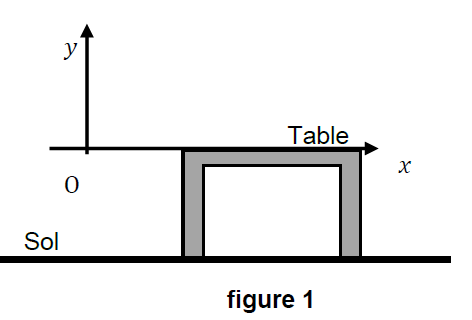 y
Table
x
O
Sol
figure 1